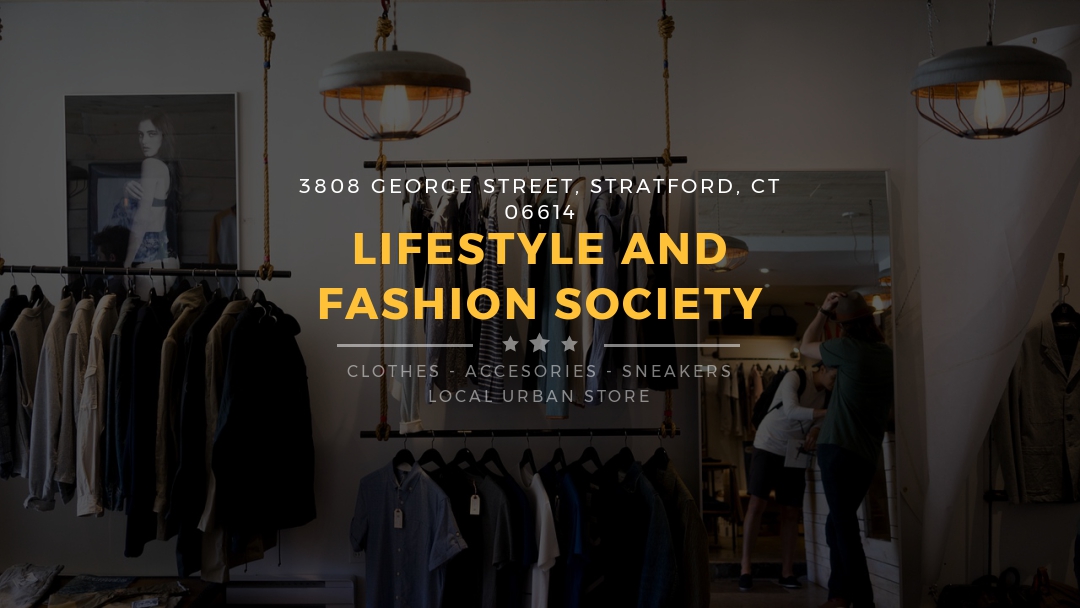 3808 GEORGE STREET, STRATFORD, CT
06614
LIFESTYLE AND
FASHION SOCIETY
CLOTHES - ACCESORIES - SNEAKERS
LOCAL URBAN STORE